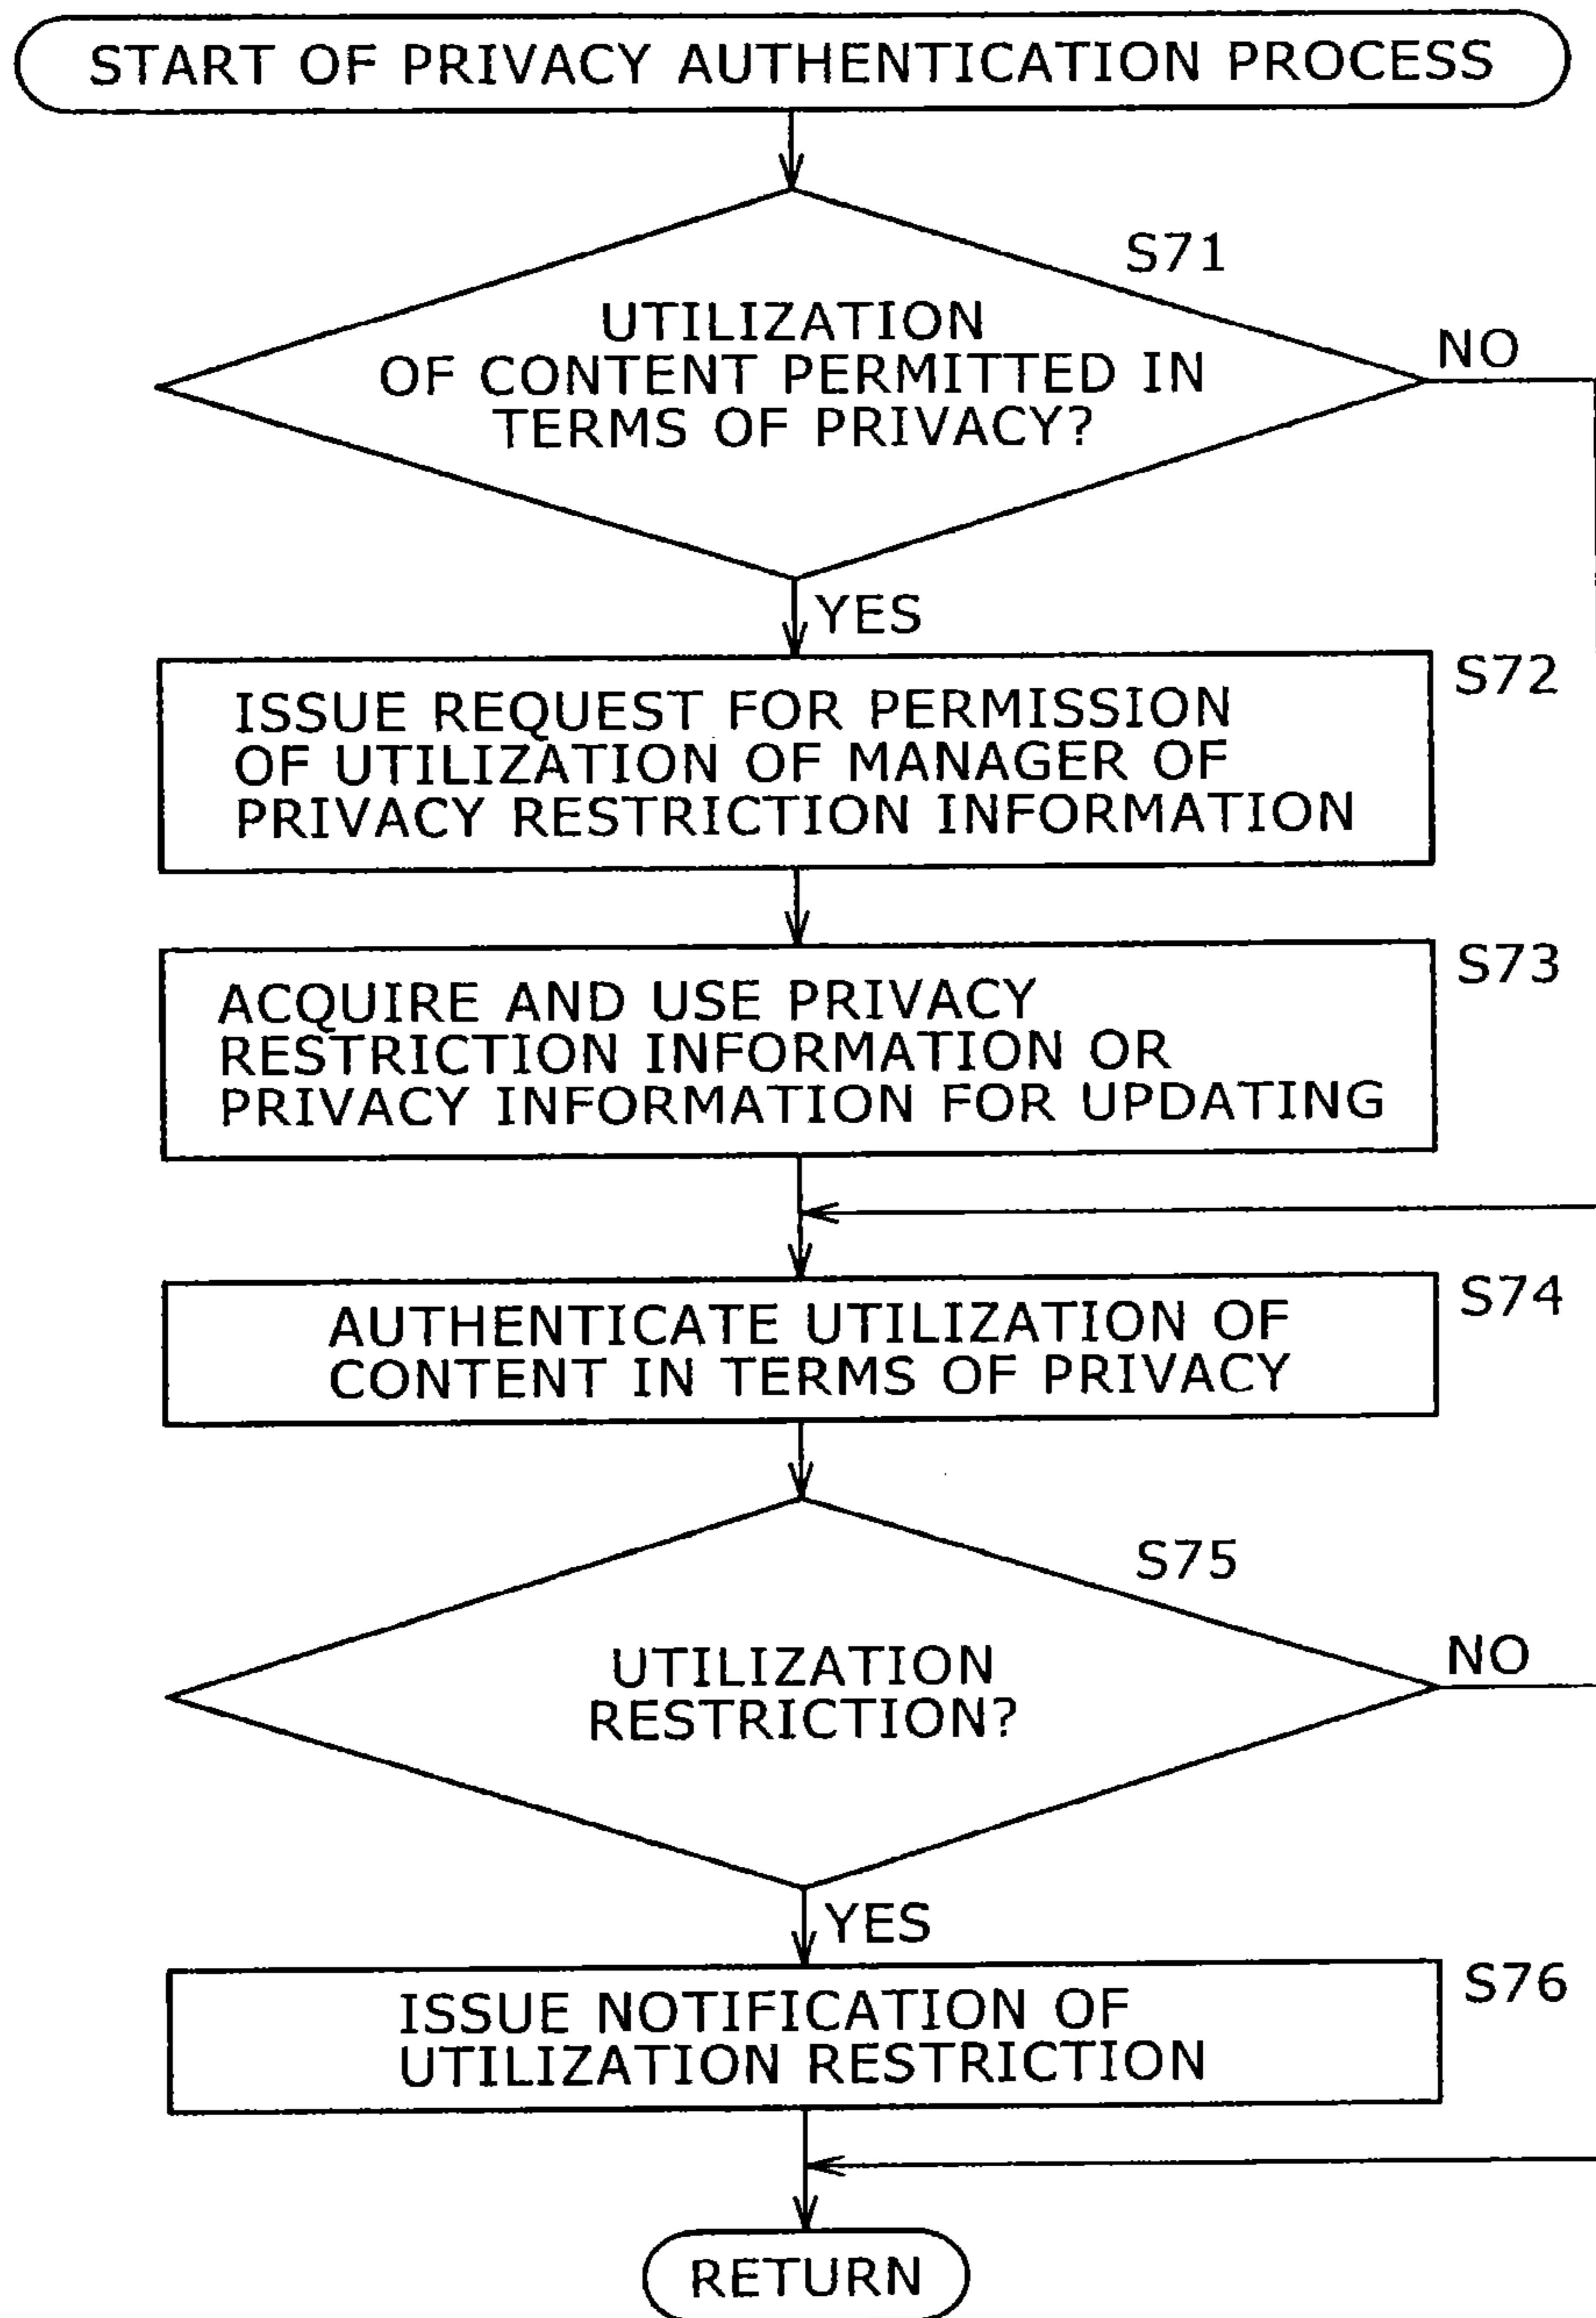 START OF PRIVACY AUTHENTICATION PROCESS
S71
UTILIZATION
OF CONTENT PERMITTED IN
TERMS OF PRIVACY?
NO
YES
S72
ISSUE REQUEST FOR PERMISSION
OF UTILIZATION OF MANAGER OF
PRIVACY RESTRICTION INFORMATION
S73
ACQUIRE AND USE PRIVACY
RESTRICTION INFORMATION OR
PRIVACY INFORMATION FOR UPDATING
S74
AUTHENTICATE UTILIZATION OF
CONTENT IN TERMS OF PRIVACY
S75
UTILIZATION
RESTRICTION?
NO
YES
S76
ISSUE NOTIFICATION OF
UTILIZATION RESTRICTION
RETURN